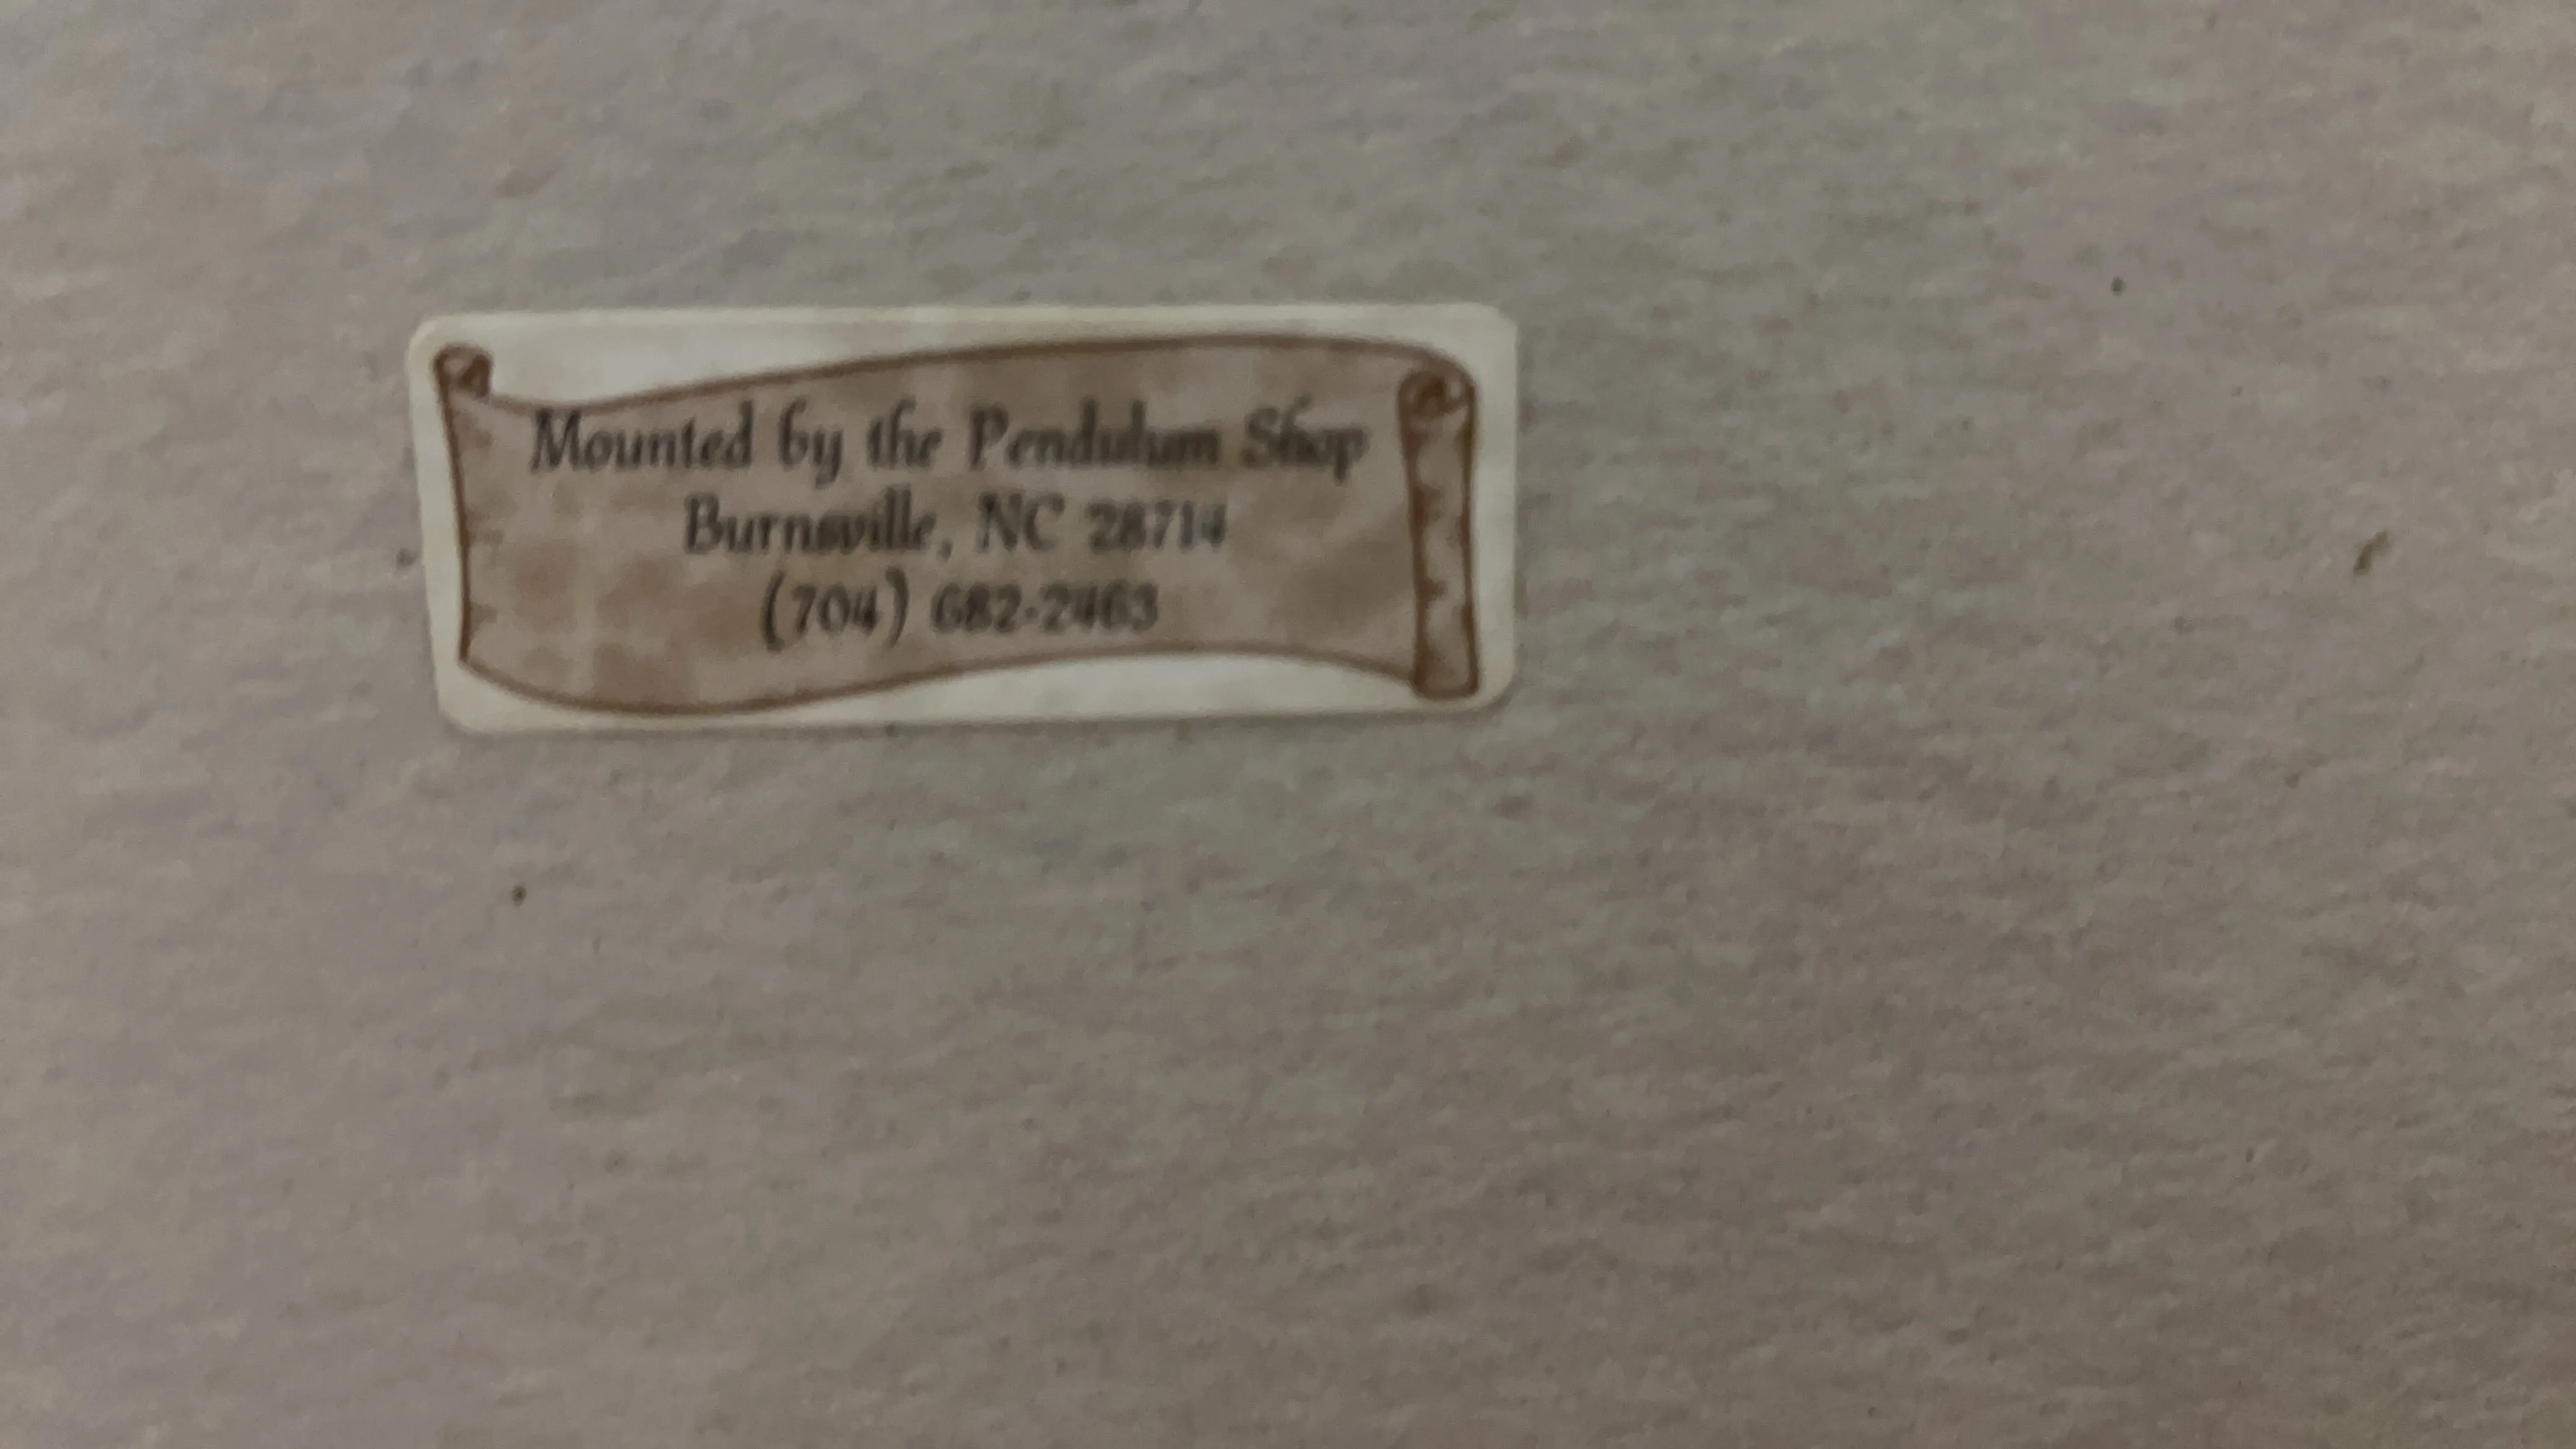 Mounted by the Pendulum Shop
Burnsville, NC 28714
(704) 682-2463